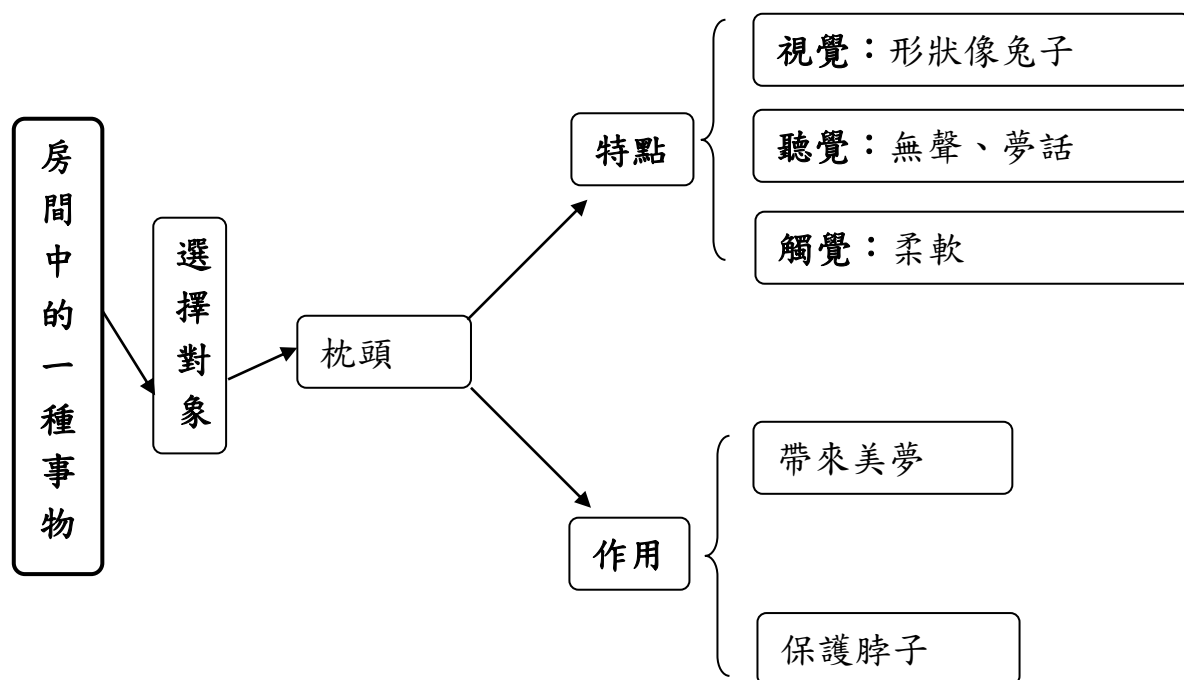 房間中的一種事物
選擇對象
枕頭
特點
視覺：形狀像兔子
聽覺：無聲、夢話
觸覺：柔軟
作用
帶來美夢
保護脖子